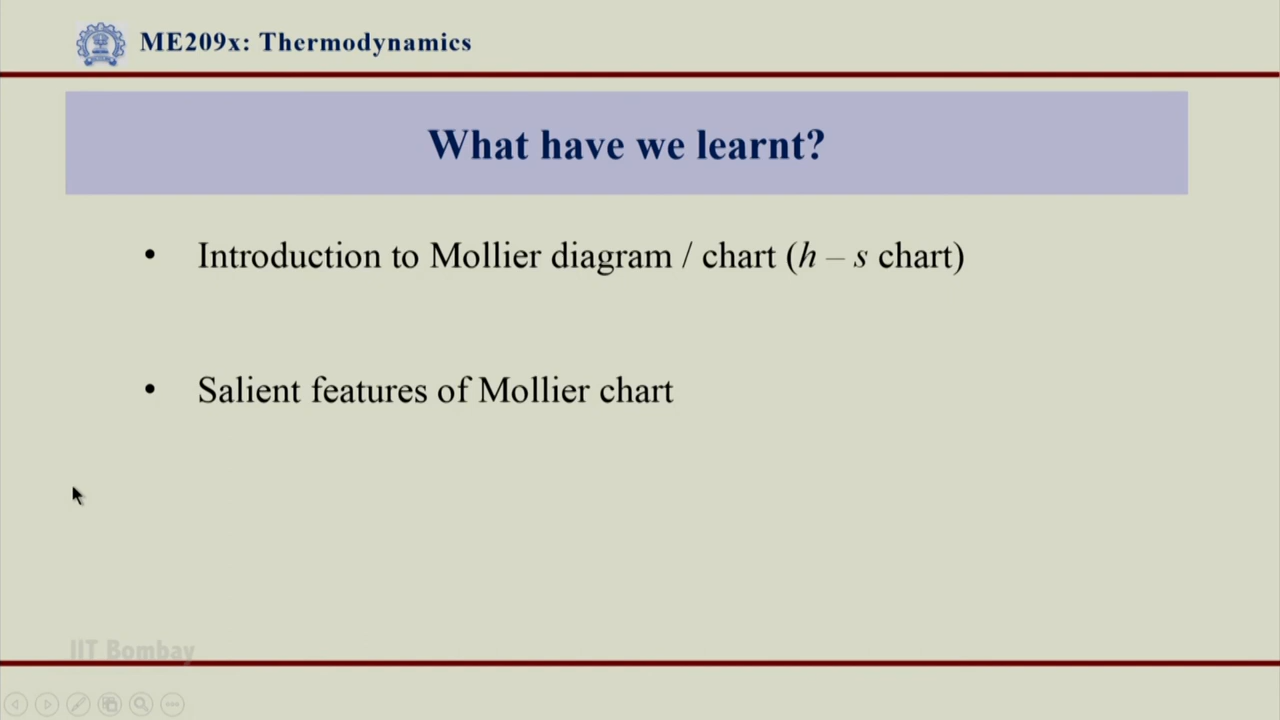 ME209x: Thermodynamics
What have we learnt?
• Introduction to Mollier diagram / chart (h – s chart)
• Salient features of Mollier chart
IIT Bombay